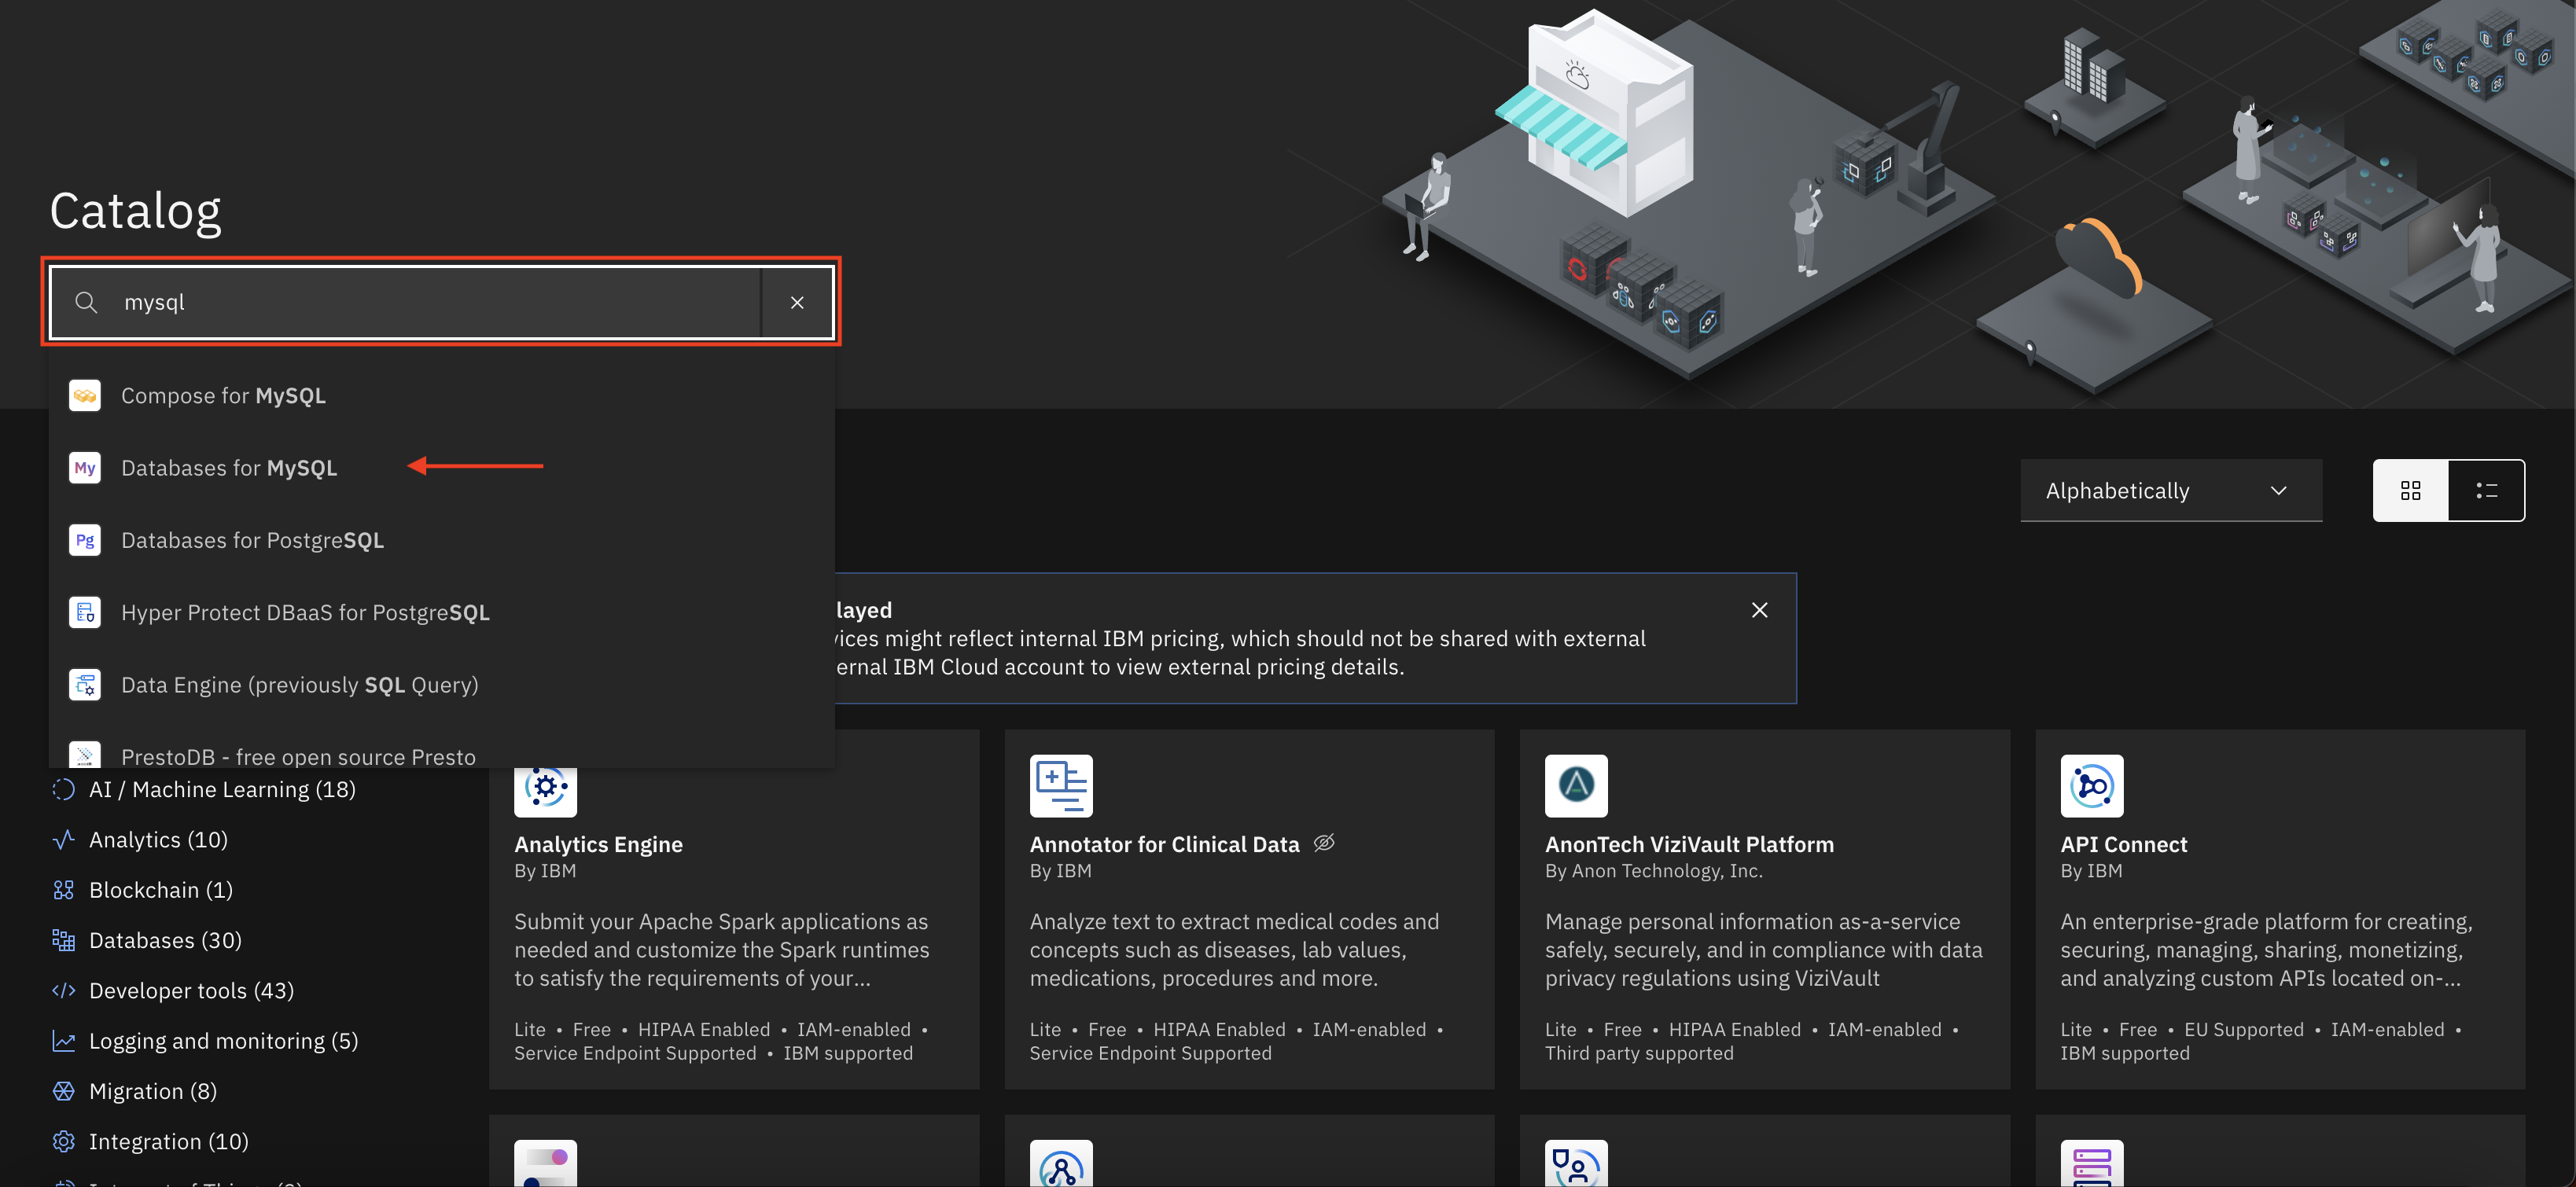 Catalog
mysql
Compose for MySQL
My
Databases for MySQL
Pg
Databases for PostgreSQL
Hyper Protect DBaaS for PostgreSQL
Data Engine (previously SQL Query)
PrestoDB - free open source Presto
Alphabetically
layed
vices might reflect internal IBM pricing, which should not be shared with external
ernal IBM Cloud account to view external pricing details.
AI / Machine Learning (18)
Analytics (10)
Blockchain (1)
Databases (30)
Developer tools (43)
Logging and monitoring (5)
Migration (8)
Integration (10)
Analytics Engine
By IBM
Submit your Apache Spark applications as
needed and customize the Spark runtimes
to satisfy the requirements of your...
Lite • Free • HIPAA Enabled • IAM-enabled •
Service Endpoint Supported • IBM supported
Annotator for Clinical Data
By IBM
Analyze text to extract medical codes and
concepts such as diseases, lab values,
medications, procedures and more.
Lite • Free • HIPAA Enabled • IAM-enabled •
Service Endpoint Supported
AnonTech ViziVault Platform
By Anon Technology, Inc.
Manage personal information as-a-service
safely, securely, and in compliance with data
privacy regulations using ViziVault
Lite • Free • HIPAA Enabled • IAM-enabled •
Third party supported
API Connect
By IBM
An enterprise-grade platform for creating,
securing, managing, sharing, monetizing,
and analyzing custom APIs located on-...
Lite • Free • EU Supported • IAM-enabled •
IBM supported